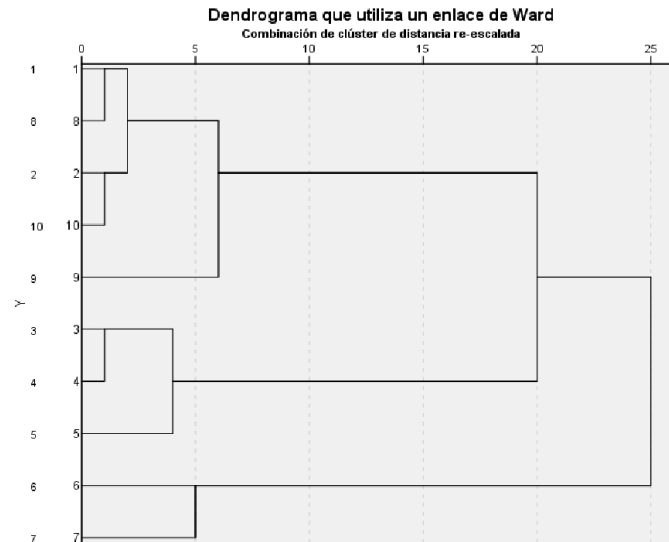 Dendrograma que utiliza un enlace de Ward
Combinación de clúster de distancia re-escalada
0 5 10 15 20 25
1 1
8 8
2 2
10 10
9 9
Y
3 3
4 4
5 5
6 6
7 7